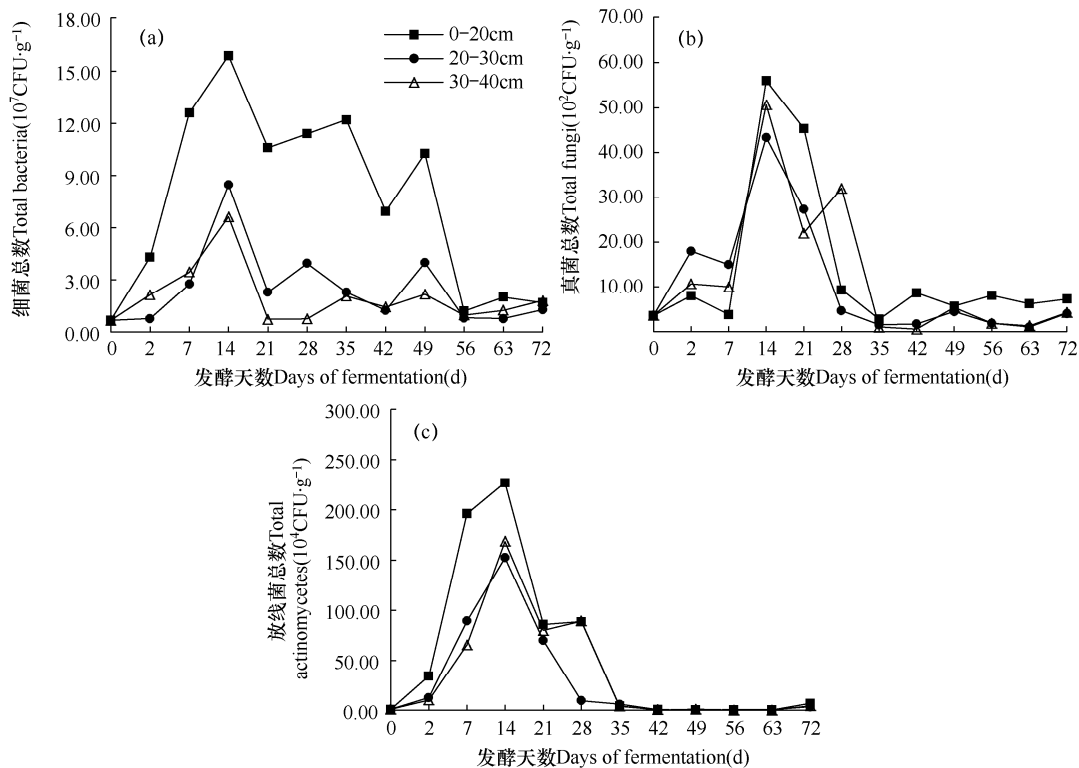 细菌总数Total bacteria(10⁷CFU·g⁻¹)
18.00
15.00
12.00
9.00
6.00
3.00
0.00
(a)
0-20cm
20-30cm
30-40cm
0 2 7 14 21 28 35 42 49 56 63 72
发酵天数Days of fermentation(d)
真菌总数Total fungi(10²CFU·g⁻¹)
70.00
60.00
50.00
40.00
30.00
20.00
10.00
(b)
0 2 7 14 21 28 35 42 49 56 63 72
发酵天数Days of fermentation(d)
放线菌总数Total
actinomycetes(10⁴CFU·g⁻¹)
300.00
250.00
200.00
150.00
100.00
50.00
0.00
(c)
0 2 7 14 21 28 35 42 49 56 63 72
发酵天数Days of fermentation(d)